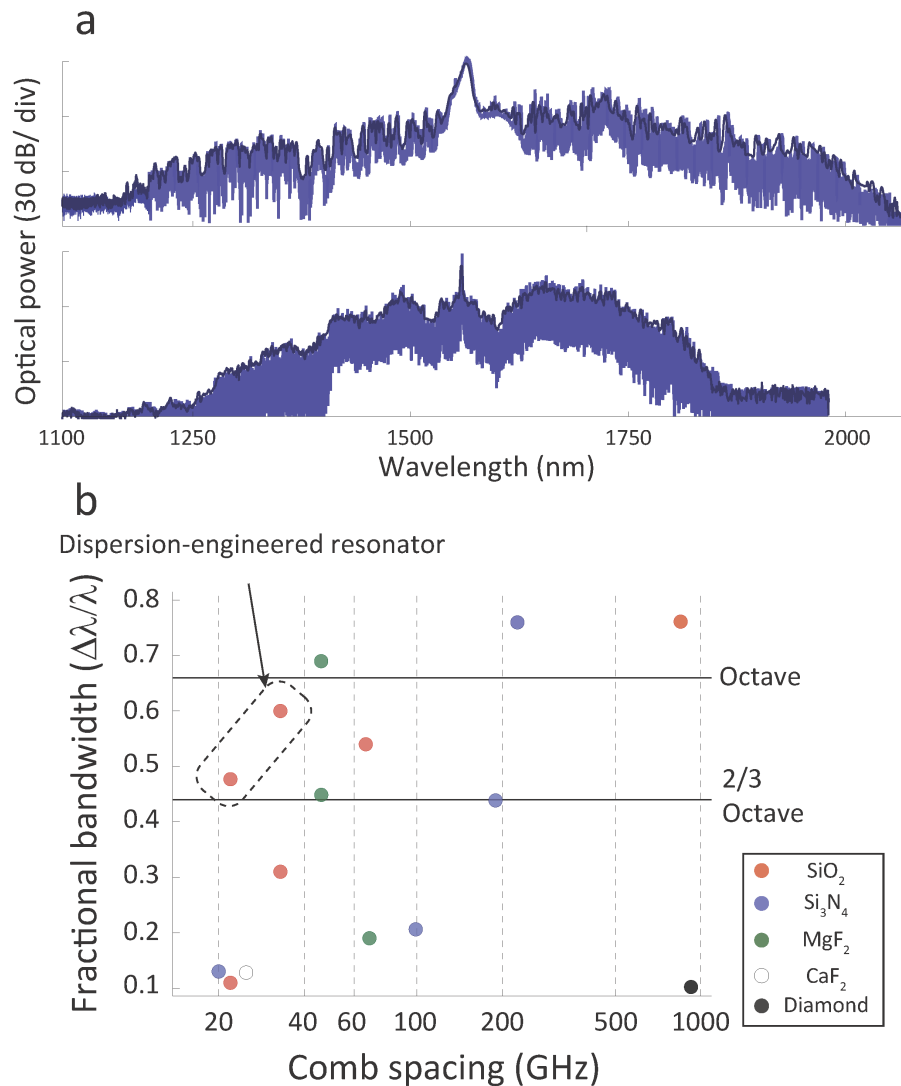 a
Optical power (30 dB/ div)
1100 1250 1500 1750 2000
Wavelength (nm)
b
Dispersion-engineered resonator
Fractional bandwidth (Δλ/λ)
0.8
0.7
0.6
0.5
0.4
0.3
0.2
0.1
Octave
2/3
Octave
SiO₂
Si₃N₄
MgF₂
CaF₂
Diamond
20 40 60 100 200 500 1000
Comb spacing (GHz)